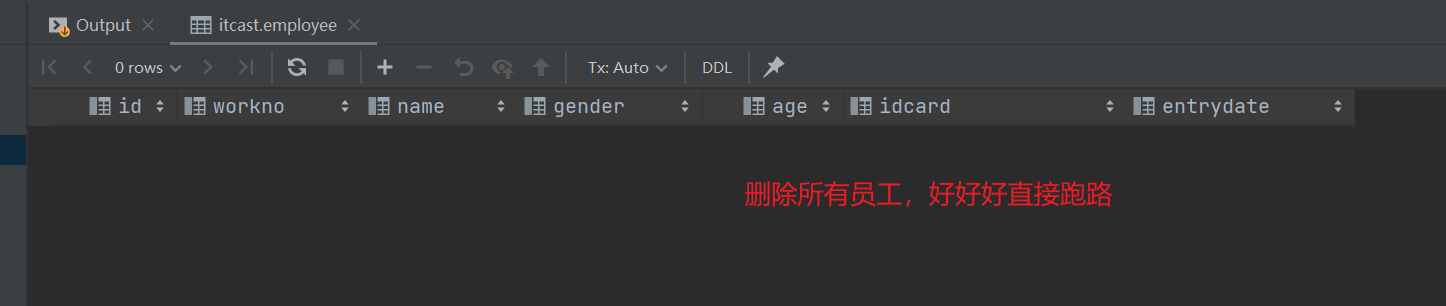 Output itcast.employee
0 rows Tx: Auto DDL
id workno name gender age idcard entrydate
删除所有员工，好好好直接跑路